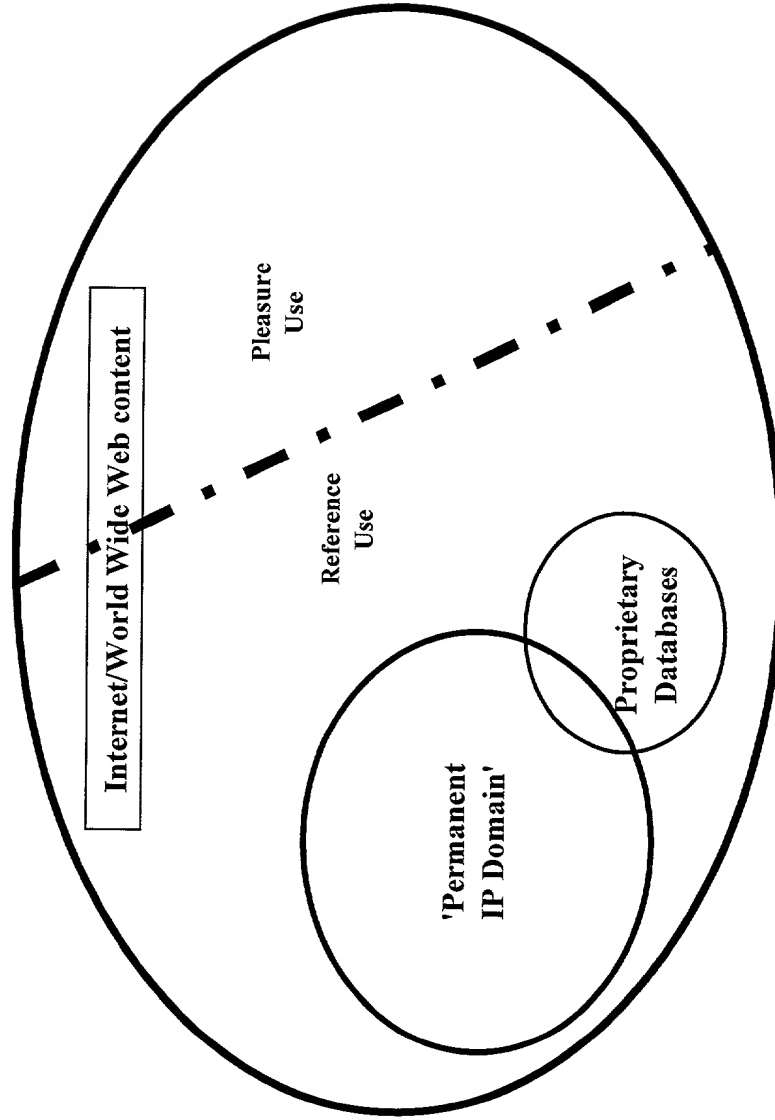 Internet/World Wide Web content
Pleasure
Use
Reference
Use
'Permanent
IP Domain'
Proprietary
Databases